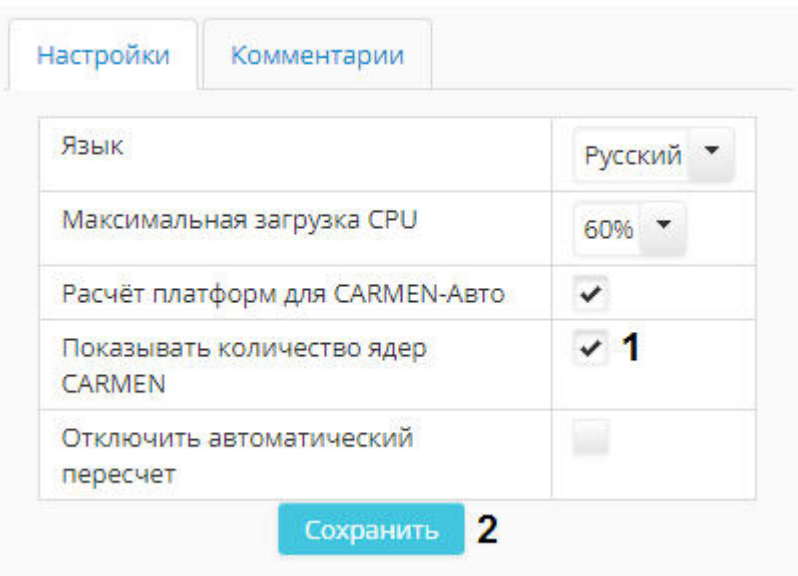 Настройки Комментарии
Язык Русский
Максимальная загрузка CPU 60%
Расчёт платформ для CARMEN-Авто
Показывать количество ядер 1
CARMEN
Отключить автоматический
пересчет
Сохранить 2